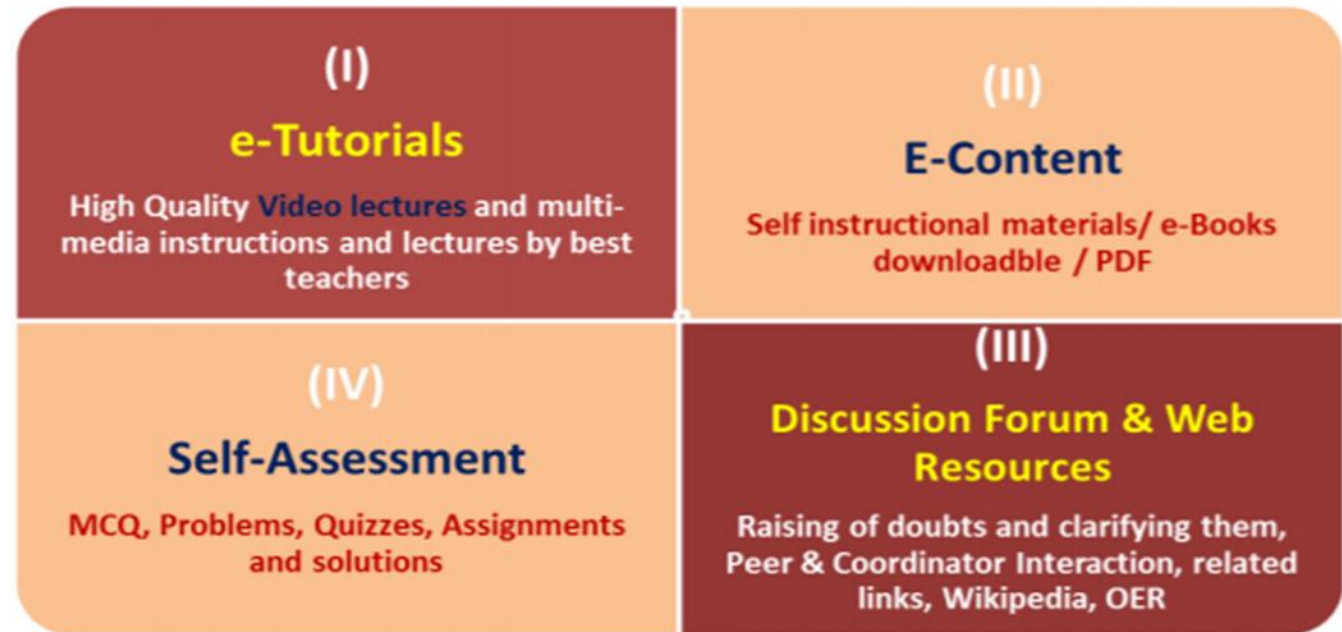 (I)
e-Tutorials
High Quality Video lectures and multi-
media instructions and lectures by best
teachers
(II)
E-Content
Self instructional materials/ e-Books
downloadble / PDF
(III)
Discussion Forum & Web
Resources
Raising of doubts and clarifying them,
Peer & Coordinator Interaction, related
links, Wikipedia, OER
(IV)
Self-Assessment
MCQ, Problems, Quizzes, Assignments
and solutions